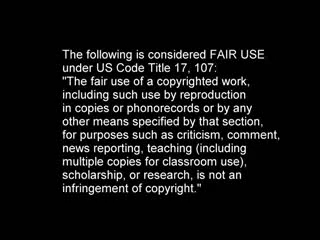 The following is considered FAIR USE
under US Code Title 17, 107:
"The fair use of a copyrighted work,
including such use by reproduction
in copies or phonorecords or by any
other means specified by that section,
for purposes such as criticism, comment,
news reporting, teaching (including
multiple copies for classroom use),
scholarship, or research, is not an
infringement of copyright."